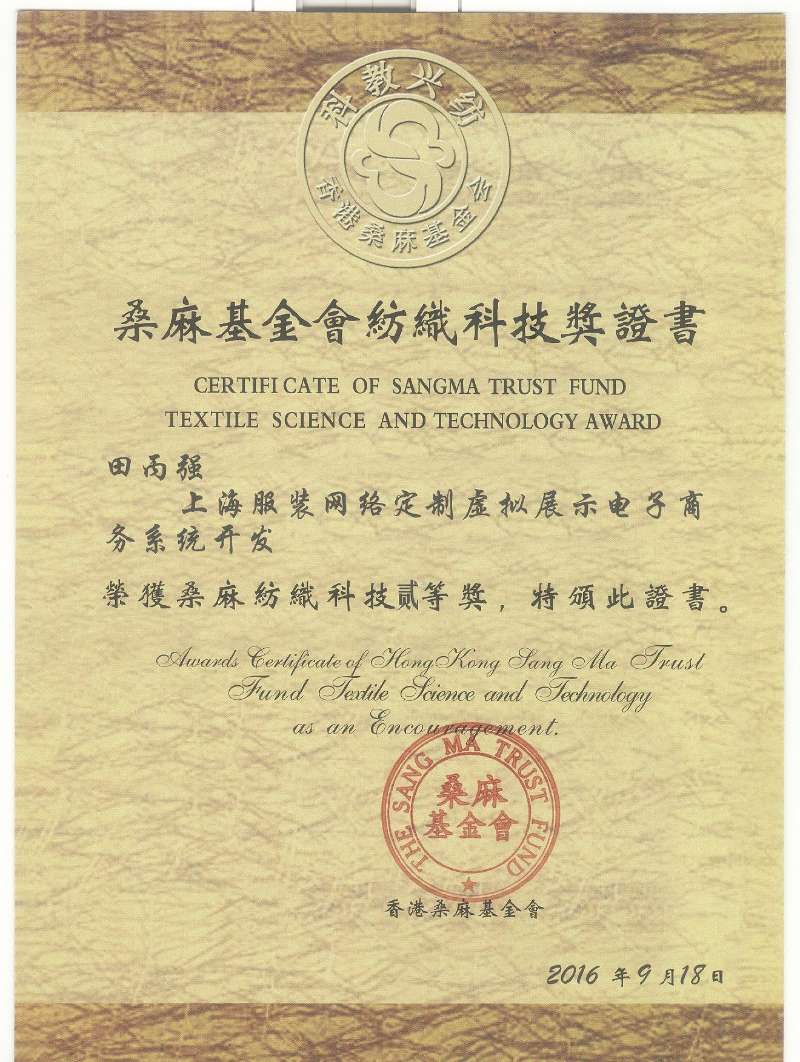 科教兴纺
香港桑麻基金会
桑麻基金會紡織科技獎證書
CERTIFICATE OF SANGMA TRUST FUND
TEXTILE SCIENCE AND TECHNOLOGY AWARD
田丙强
上海服装网络定制虚拟展示电子商
务系统开发
榮獲桑麻紡織科技贰等獎，特頒此證書。
Awards Certificate of Hong Kong Sang Ma Trust
Fund Textile Science and Technology
as an Encouragement.
THE SANG MA TRUST FUND
桑麻
基金會
香港桑麻基金會
2016 年 9 月 18 日